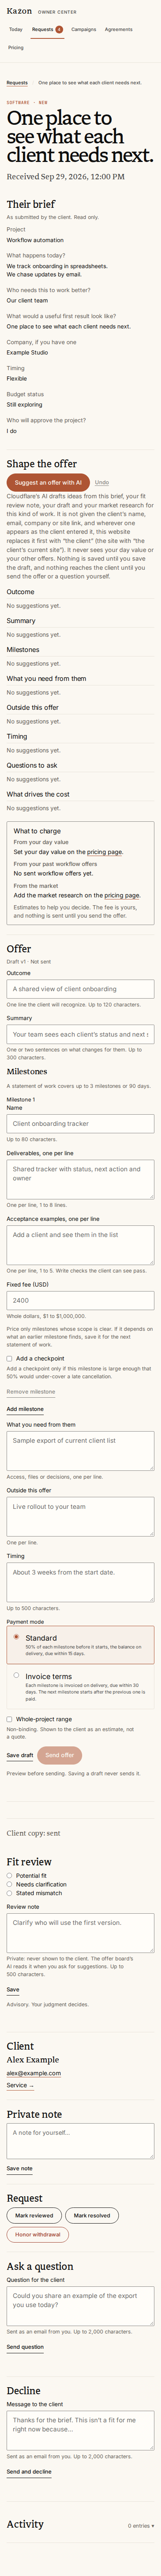 Kazon OWNER CENTER
Today Requests 4 Campaigns Agreements
Pricing
Requests One place to see what each client needs next.
SOFTWARE · NEW
One place to
see what each
client needs next.
Received Sep 29, 2026, 12:00 PM
Their brief
As submitted by the client. Read only.
Project
Workflow automation
What happens today?
We track onboarding in spreadsheets.
We chase updates by email.
Who needs this to work better?
Our client team
What would a useful first result look like?
One place to see what each client needs next.
Company, if you have one
Example Studio
Timing
Flexible
Budget status
Still exploring
Who will approve the project?
I do
Shape the offer
Suggest an offer with AI Undo
Cloudflare's AI drafts ideas from their brief, your fit
review note, your draft and your market research for
this kind of work. It is not given the client's name,
email, company or site link, and wherever one
appears as the client entered it, this website
replaces it first with "the client" (the site with "the
client's current site"). It never sees your day value or
your other offers. Nothing is saved until you save
the draft, and nothing reaches the client until you
send the offer or a question yourself.
Outcome
No suggestions yet.
Summary
No suggestions yet.
Milestones
No suggestions yet.
What you need from them
No suggestions yet.
Outside this offer
No suggestions yet.
Timing
No suggestions yet.
Questions to ask
No suggestions yet.
What drives the cost
No suggestions yet.
What to charge
From your day value
Set your day value on the pricing page.
From your past workflow offers
No sent workflow offers yet.
From the market
Add the market research on the pricing page.
Estimates to help you decide. The fee is yours,
and nothing is sent until you send the offer.
Offer
Draft v1 · Not sent
Outcome
A shared view of client onboarding
One line the client will recognize. Up to 120 characters.
Summary
Your team sees each client's status and next s
One or two sentences on what changes for them. Up to
300 characters.
Milestones
A statement of work covers up to 3 milestones or 90 days.
Milestone 1
Name
Client onboarding tracker
Up to 80 characters.
Deliverables, one per line
Shared tracker with status, next action and
owner
One per line, 1 to 8 lines.
Acceptance examples, one per line
Add a client and see them in the list
One per line, 1 to 5. Write checks the client can see pass.
Fixed fee (USD)
2400
Whole dollars, $1 to $1,000,000.
Price only milestones whose scope is clear. If it depends on
what an earlier milestone finds, save it for the next
statement of work.
Add a checkpoint
Add a checkpoint only if this milestone is large enough that
50% would under-cover a late cancellation.
Remove milestone
Add milestone
What you need from them
Sample export of current client list
Access, files or decisions, one per line.
Outside this offer
Live rollout to your team
One per line.
Timing
About 3 weeks from the start.
Up to 500 characters.
Payment mode
Standard
50% of each milestone before it starts, the balance on
delivery, due within 15 days.
Invoice terms
Each milestone is invoiced on delivery, due within 30
days. The next milestone starts after the previous one is
paid.
Whole-project range
Non-binding. Shown to the client as an estimate, not
a quote.
Save draft Send offer
Preview before sending. Saving a draft never sends it.
Client copy: sent
Fit review
Potential fit
Needs clarification
Stated mismatch
Review note
Clarify who will use the first version.
Private: never shown to the client. The offer board's
AI reads it when you ask for suggestions. Up to
500 characters.
Save
Advisory. Your judgment decides.
Client
Alex Example
alex@example.com
Service →
Private note
A note for yourself...
Save note
Request
Mark reviewed Mark resolved
Honor withdrawal
Ask a question
Question for the client
Could you share an example of the export
you use today?
Sent as an email from you. Up to 2,000 characters.
Send question
Decline
Message to the client
Thanks for the brief. This isn't a fit for me
right now because...
Sent as an email from you. Up to 2,000 characters.
Send and decline
Activity 0 entries ▾